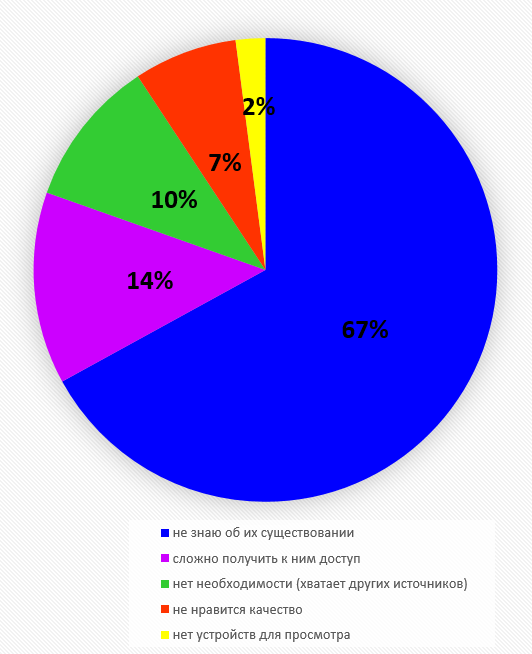 2%
7%
10%
14%
67%
не знаю об их существовании
сложно получить к ним доступ
нет необходимости (хватает других источников)
не нравится качество
нет устройств для просмотра